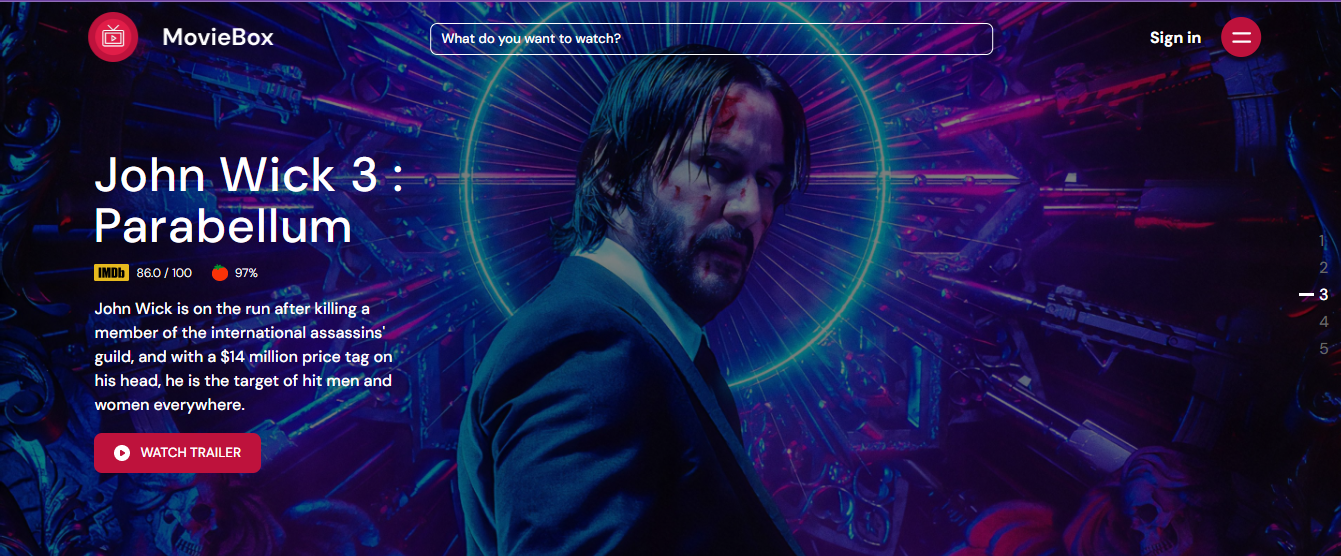 MovieBox
What do you want to watch?
Sign in
John Wick 3 :
Parabellum
IMDb 86.0 / 100 97%
John Wick is on the run after killing a
member of the international assassins'
guild, and with a $14 million price tag on
his head, he is the target of hit men and
women everywhere.
WATCH TRAILER
1
2
3
4
5